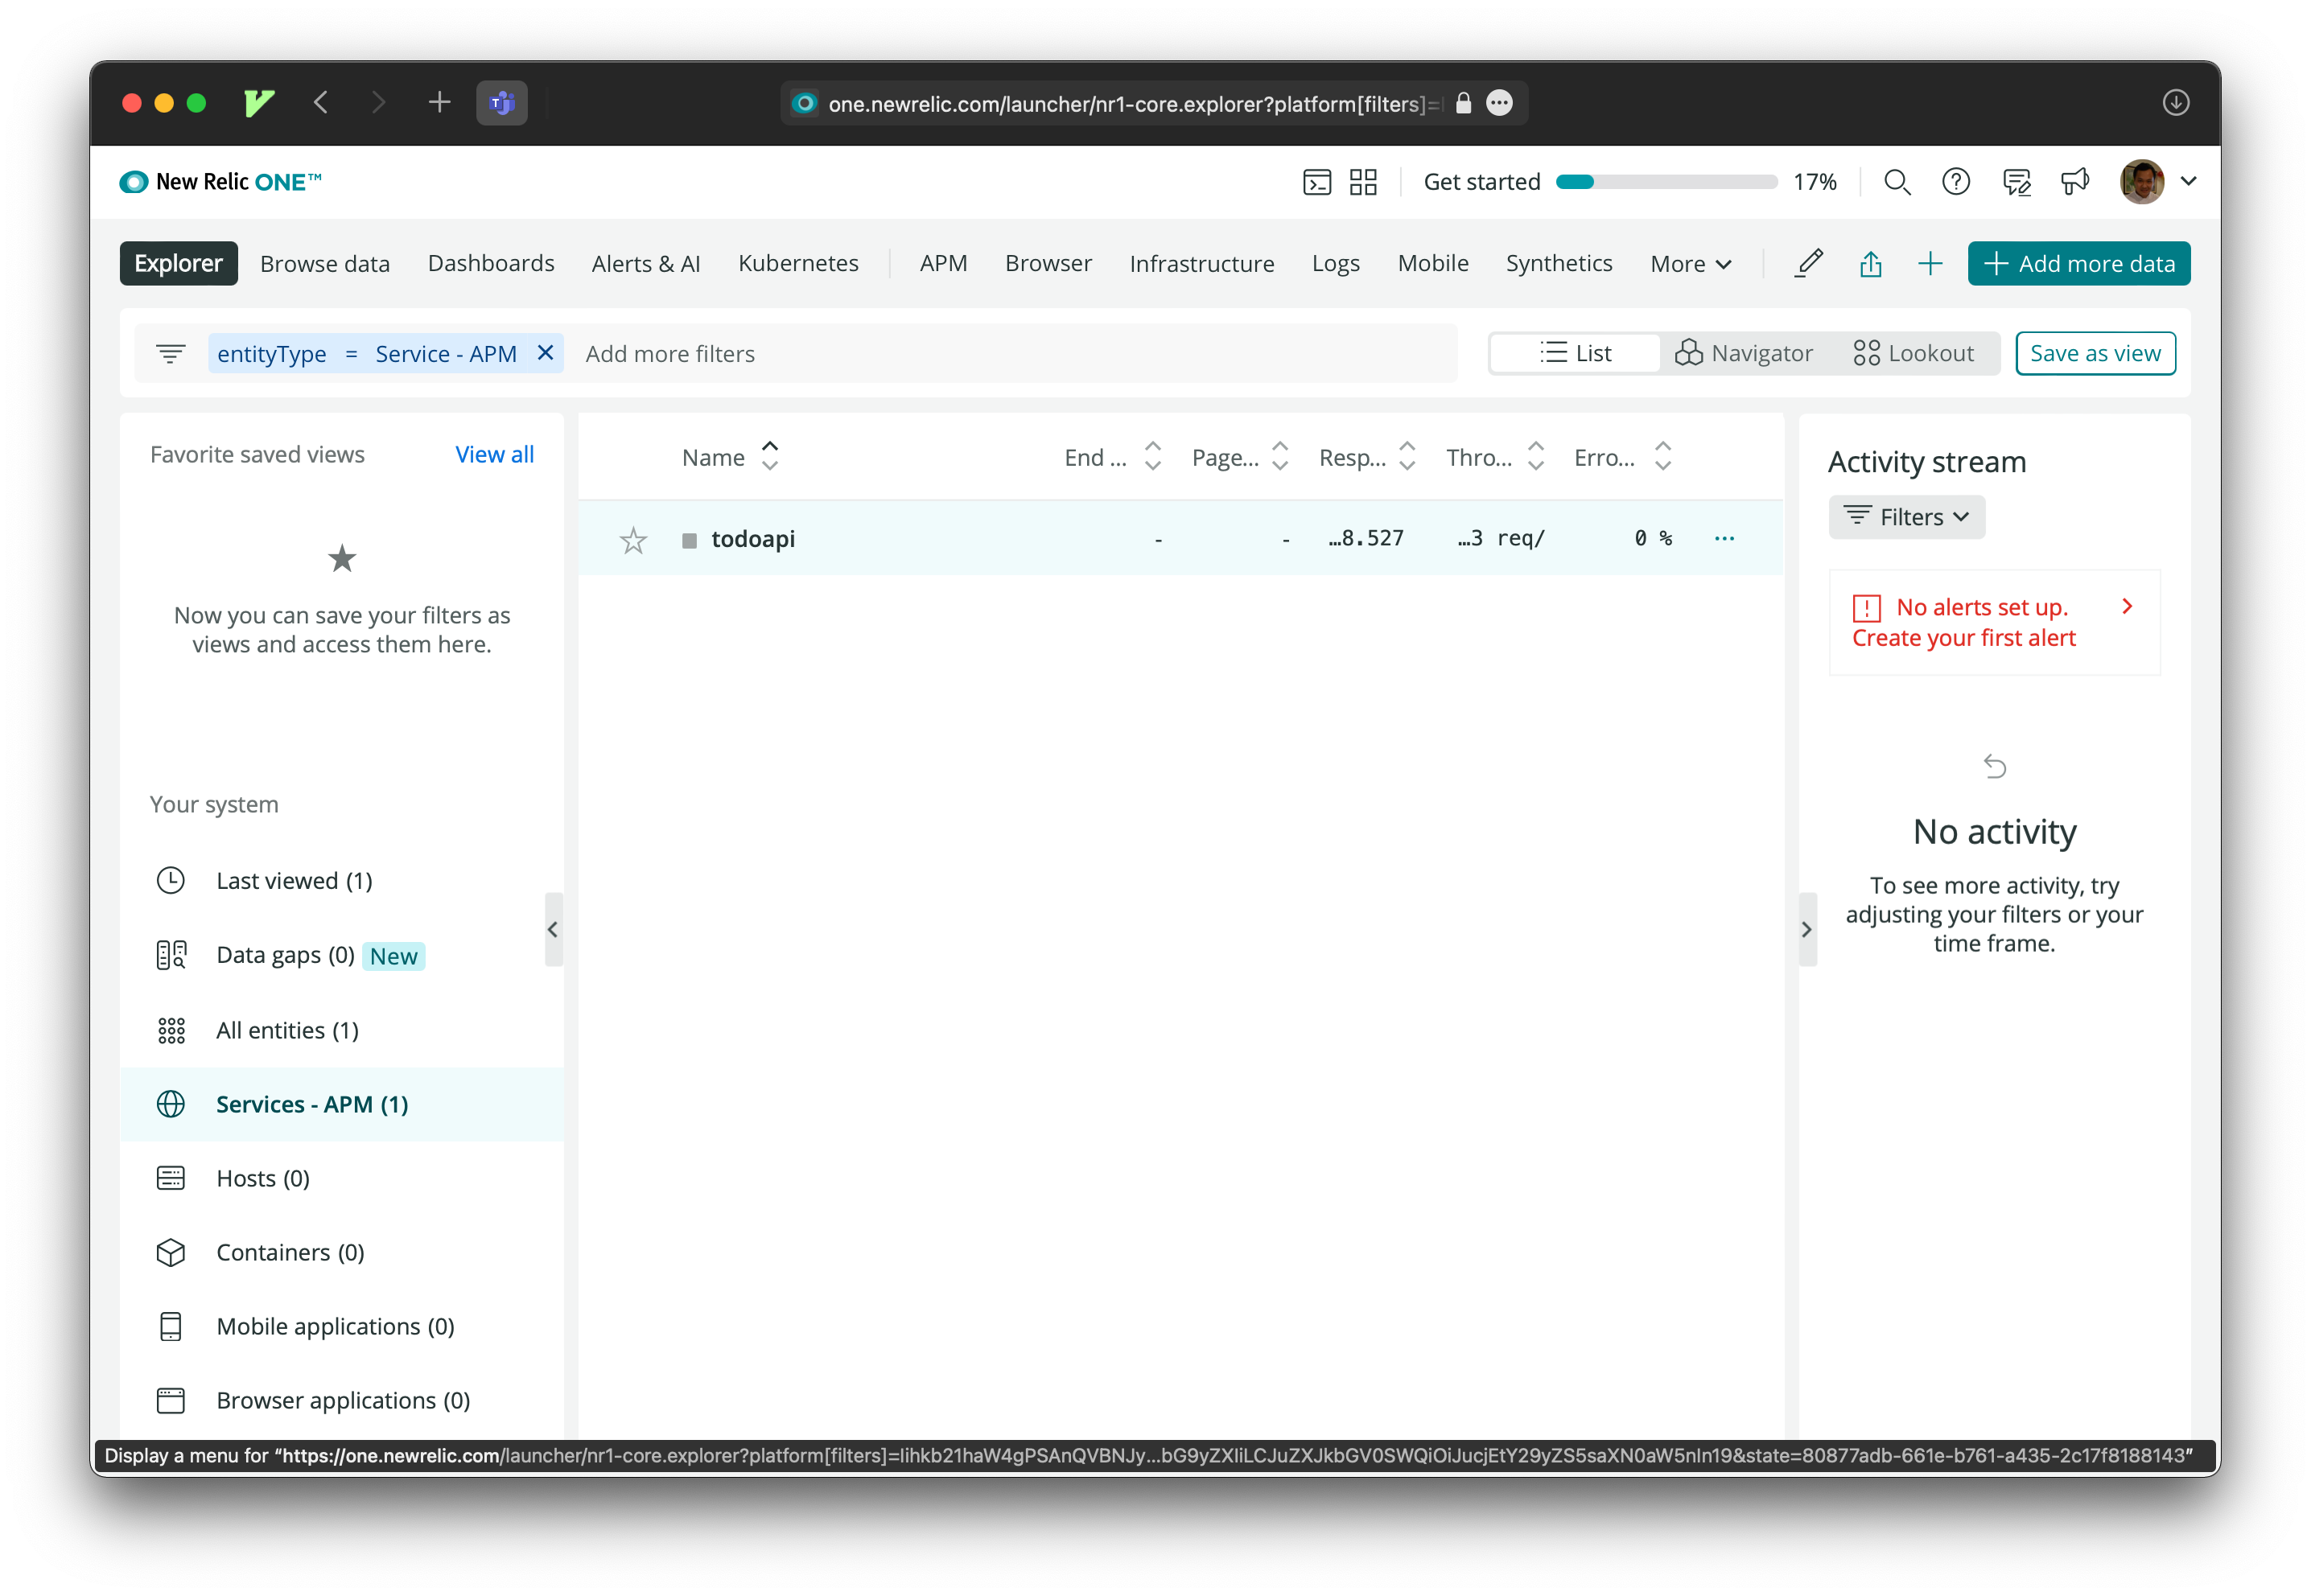 one.newrelic.com/launcher/nr1-core.explorer?platform[filters]=
New Relic ONE™
Get started 17%
Explorer Browse data Dashboards Alerts & AI Kubernetes APM Browser Infrastructure Logs Mobile Synthetics More Add more data
entityType = Service - APM Add more filters List Navigator Lookout Save as view
Favorite saved views View all
Now you can save your filters as
views and access them here.
Your system
Last viewed (1)
Data gaps (0) New
All entities (1)
Services - APM (1)
Hosts (0)
Containers (0)
Mobile applications (0)
Browser applications (0)
Name End ... Page... Resp... Thro... Erro...
todoapi - - …8.527 …3 req/ 0 % ...
Activity stream
Filters
No alerts set up.
Create your first alert
No activity
To see more activity, try
adjusting your filters or your
time frame.
Display a menu for “https://one.newrelic.com/launcher/nr1-core.explorer?platform[filters]=Iihkb21haW4gPSAnQVBNJy...bG9yZXIiLCJuZXJkbGV0SWQiOiJucjEtY29yZS5saXN0aW5nIn19&state=80877adb-661e-b761-a435-2c17f8188143”